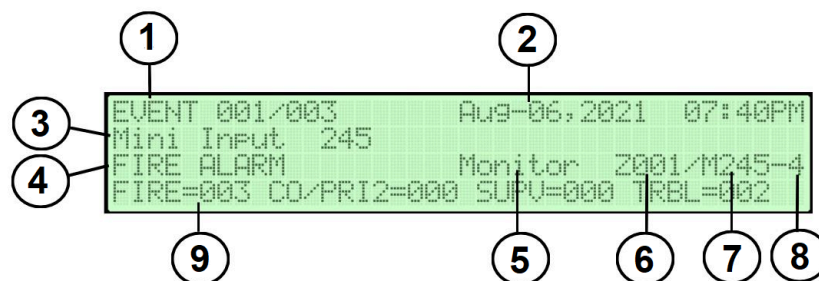 1 2
EVENT 001/003 Aug-06,2021 07:40PM
3 Mini Input 245
4 FIRE ALARM Monitor Z001/M245-4
FIRE=003 CO/PRI2=000 SUPV=000 TRBL=002
9 5 6 7 8